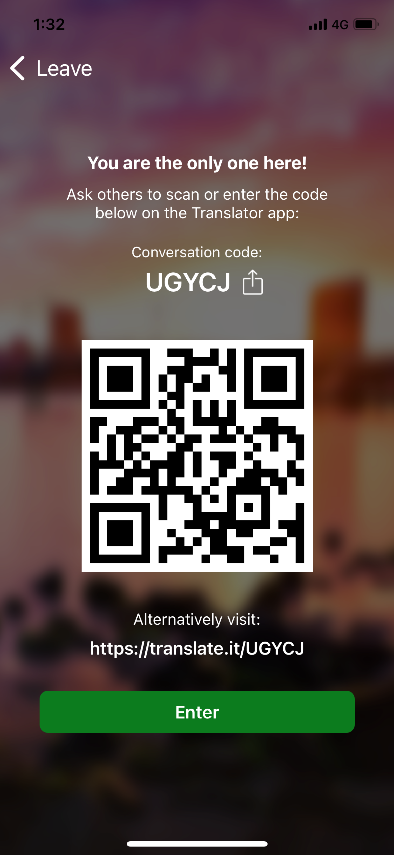 1:32
4G
Leave
You are the only one here!
Ask others to scan or enter the code
below on the Translator app:
Conversation code:
UGYCJ
Alternatively visit:
https://translate.it/UGYCJ
Enter